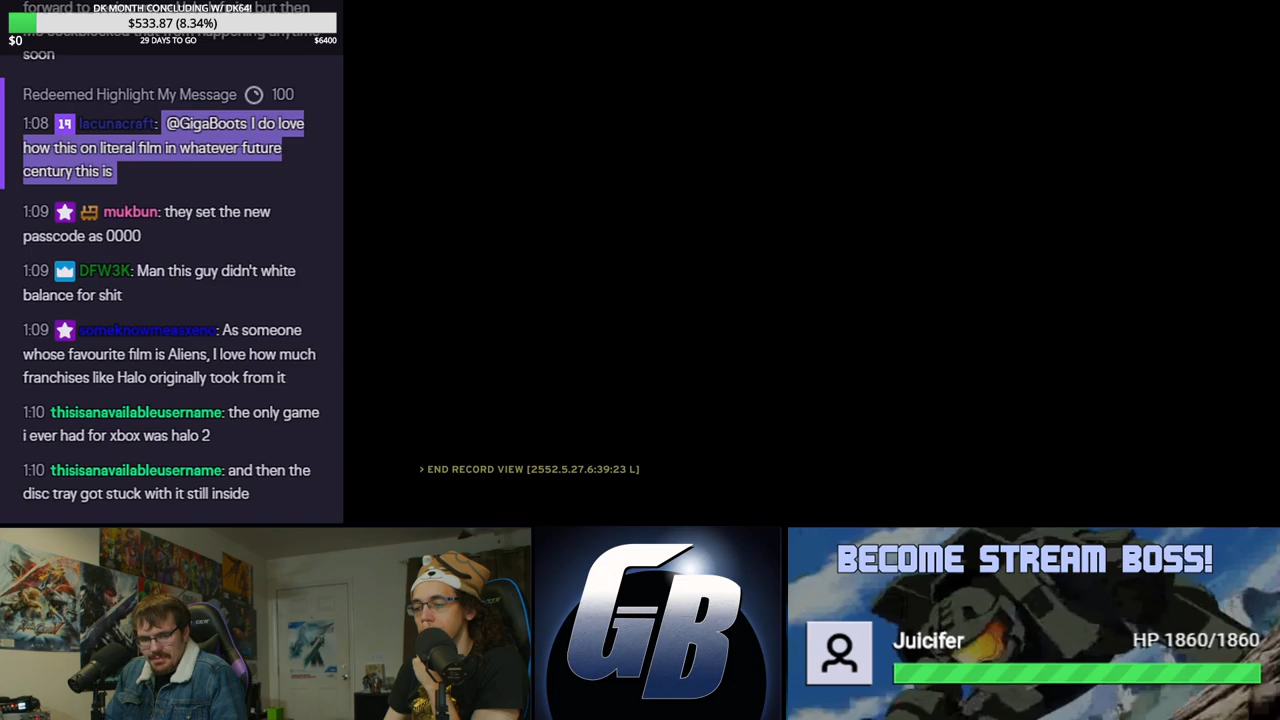 DK MONTH CONCLUDING W/ DK64!
$533.87 (8.34%)
$0
29 DAYS TO GO
$6400
soon
Redeemed Highlight My Message 100
1:08 19 lacunacraft: @GigaBoots I do love
how this on literal film in whatever future
century this is
1:09 mukbun: they set the new
passcode as 0000
1:09 DFW3K: Man this guy didn't white
balance for shit
1:09 someknowmeasxeno: As someone
whose favourite film is Aliens, I love how much
franchises like Halo originally took from it
1:10 thisisanavailableusername: the only game
i ever had for xbox was halo 2
1:10 thisisanavailableusername: and then the
disc tray got stuck with it still inside
> END RECORD VIEW [2552.5.27.6:39:23 L]
GB
BECOME STREAM BOSS!
Juicifer
HP 1860/1860